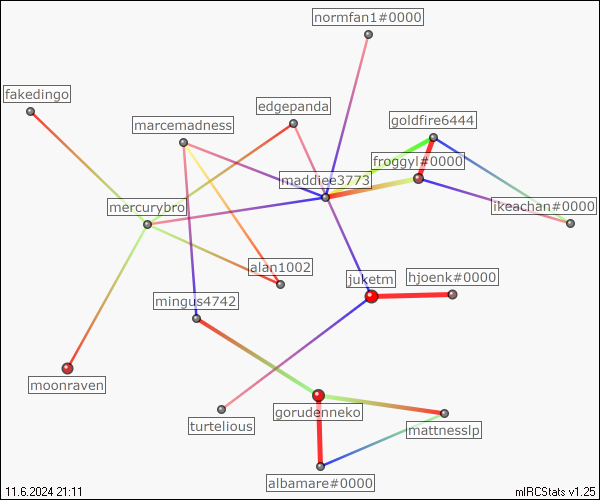 normfan1#0000
fakedingo
edgepanda
marcemadness
goldfire6444
froggyl#0000
maddiee3773
mercurybro
ikeachan#0000
alan1002
juketm
hjoenk#0000
mingus4742
moonraven
gorudenneko
turtelious
mattnesslp
albamare#0000
11.6.2024 21:11
mIRCStats v1.25